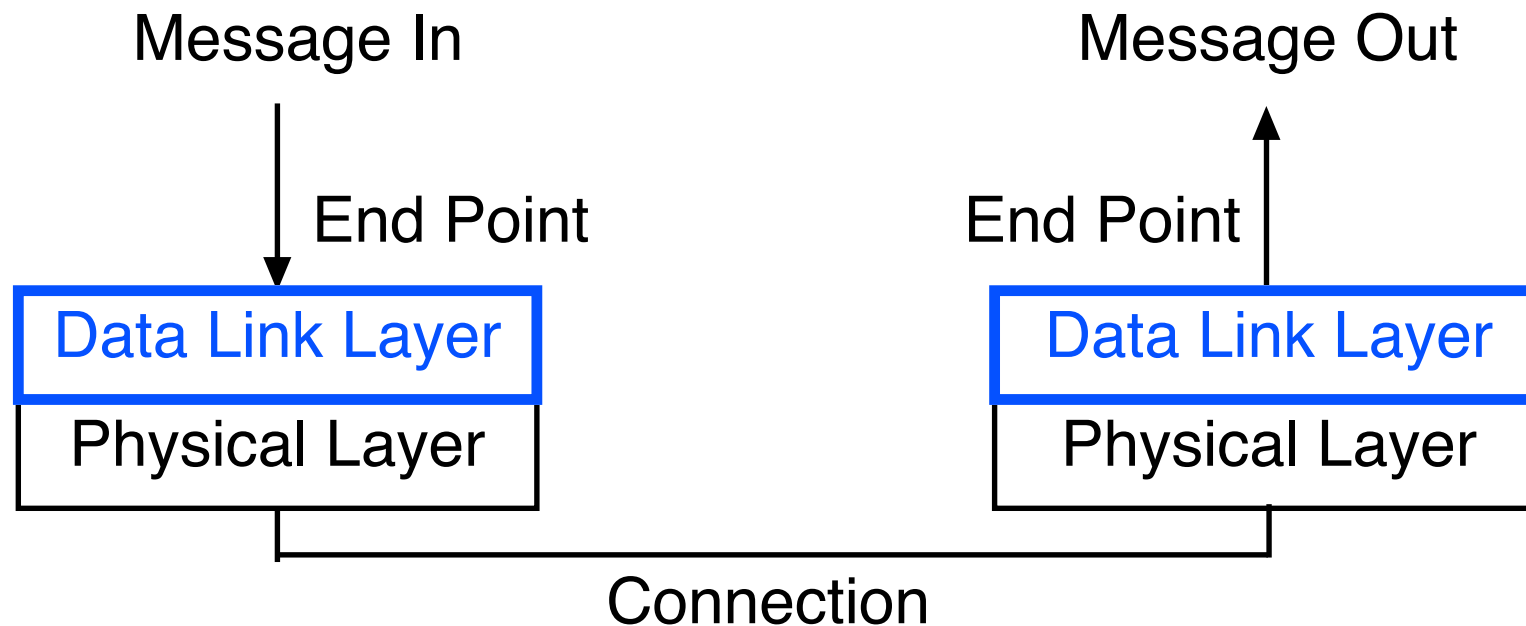 Message In
Message Out
End Point
End Point
Data Link Layer
Data Link Layer
Physical Layer
Physical Layer
Connection